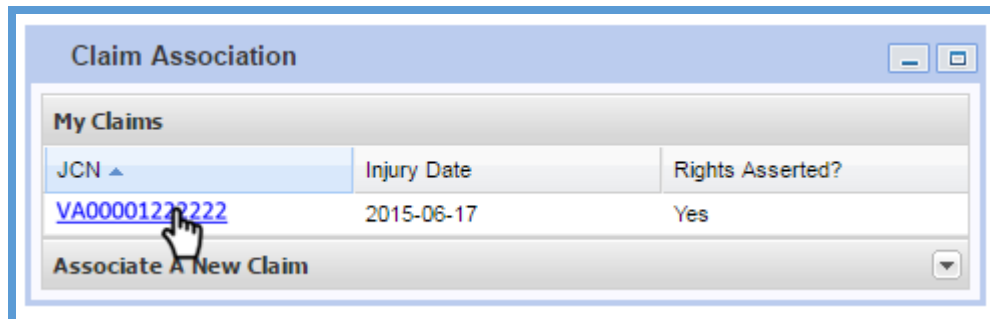 Claim Association
My Claims
JCN Injury Date Rights Asserted?
VA00001222222 2015-06-17 Yes
Associate A New Claim